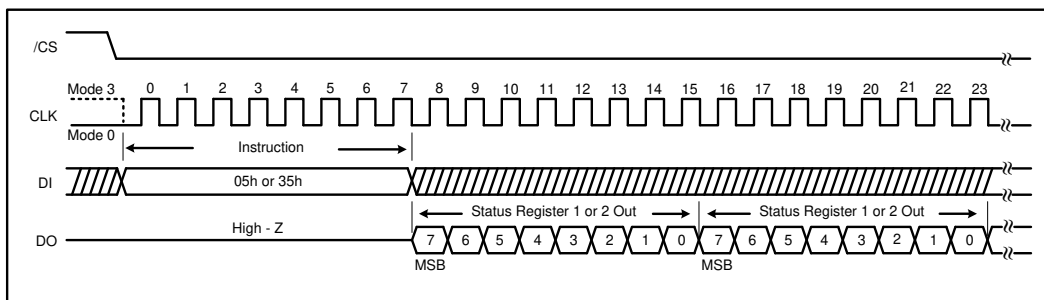 /CS
Mode 3 0 1 2 3 4 5 6 7 8 9 10 11 12 13 14 15 16 17 18 19 20 21 22 23
CLK
Mode 0
Instruction
DI 05h or 35h
Status Register 1 or 2 Out Status Register 1 or 2 Out
High - Z
DO 7 6 5 4 3 2 1 0 7 6 5 4 3 2 1 0
MSB MSB